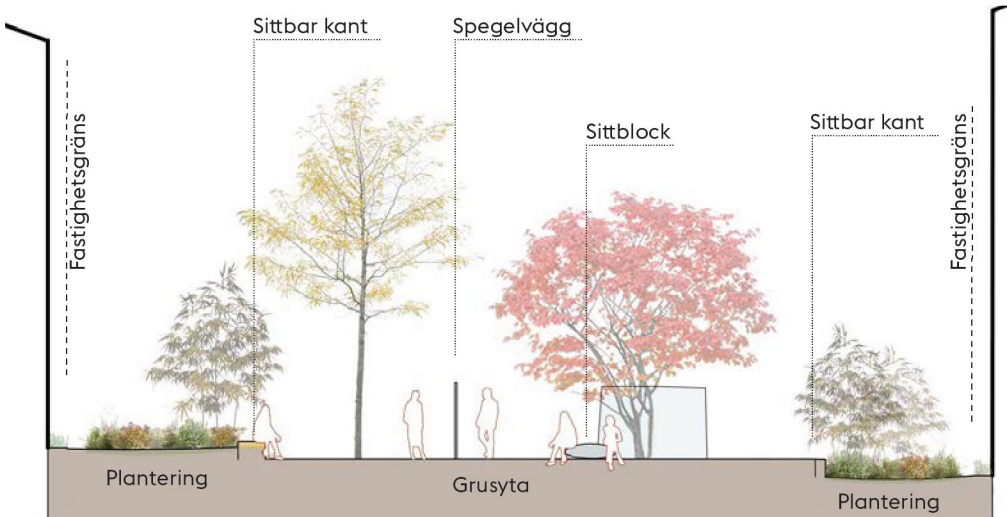 Sittbar kant
Spegelvägg
Sittblock
Sittbar kant
Fastighetsgräns
Fastighetsgräns
Plantering
Grusyta
Plantering